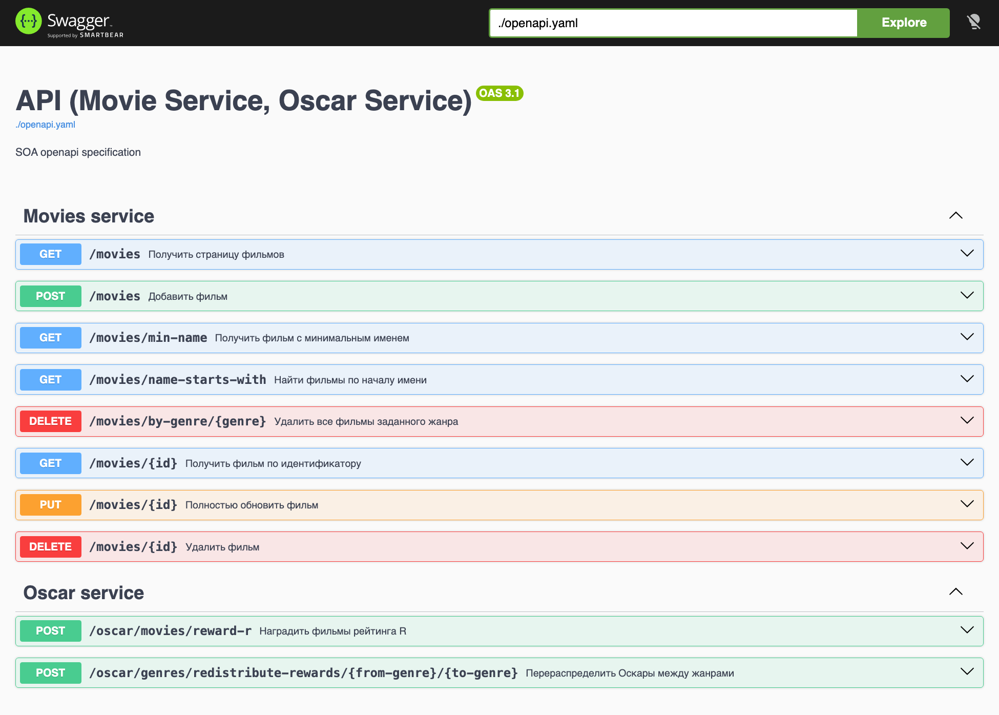 {···} Swagger™
Supported by SMARTBEAR
./openapi.yaml
Explore
API (Movie Service, Oscar Service) OAS 3.1
./openapi.yaml
SOA openapi specification
Movies service
GET /movies Получить страницу фильмов
POST /movies Добавить фильм
GET /movies/min-name Получить фильм с минимальным именем
GET /movies/name-starts-with Найти фильмы по началу имени
DELETE /movies/by-genre/{genre} Удалить все фильмы заданного жанра
GET /movies/{id} Получить фильм по идентификатору
PUT /movies/{id} Полностью обновить фильм
DELETE /movies/{id} Удалить фильм
Oscar service
POST /oscar/movies/reward-r Наградить фильмы рейтинга R
POST /oscar/genres/redistribute-rewards/{from-genre}/{to-genre} Перераспределить Оскары между жанрами